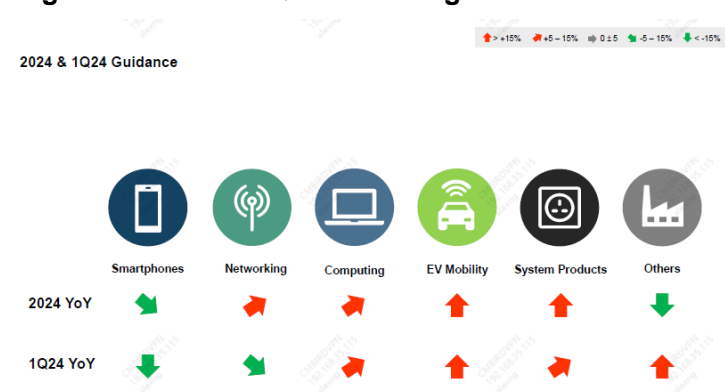 > +15% +5 – 15% 0 ± 5 -5 – 15% < -15%
2024 & 1Q24 Guidance
Smartphones Networking Computing EV Mobility System Products Others
2024 YoY
1Q24 YoY